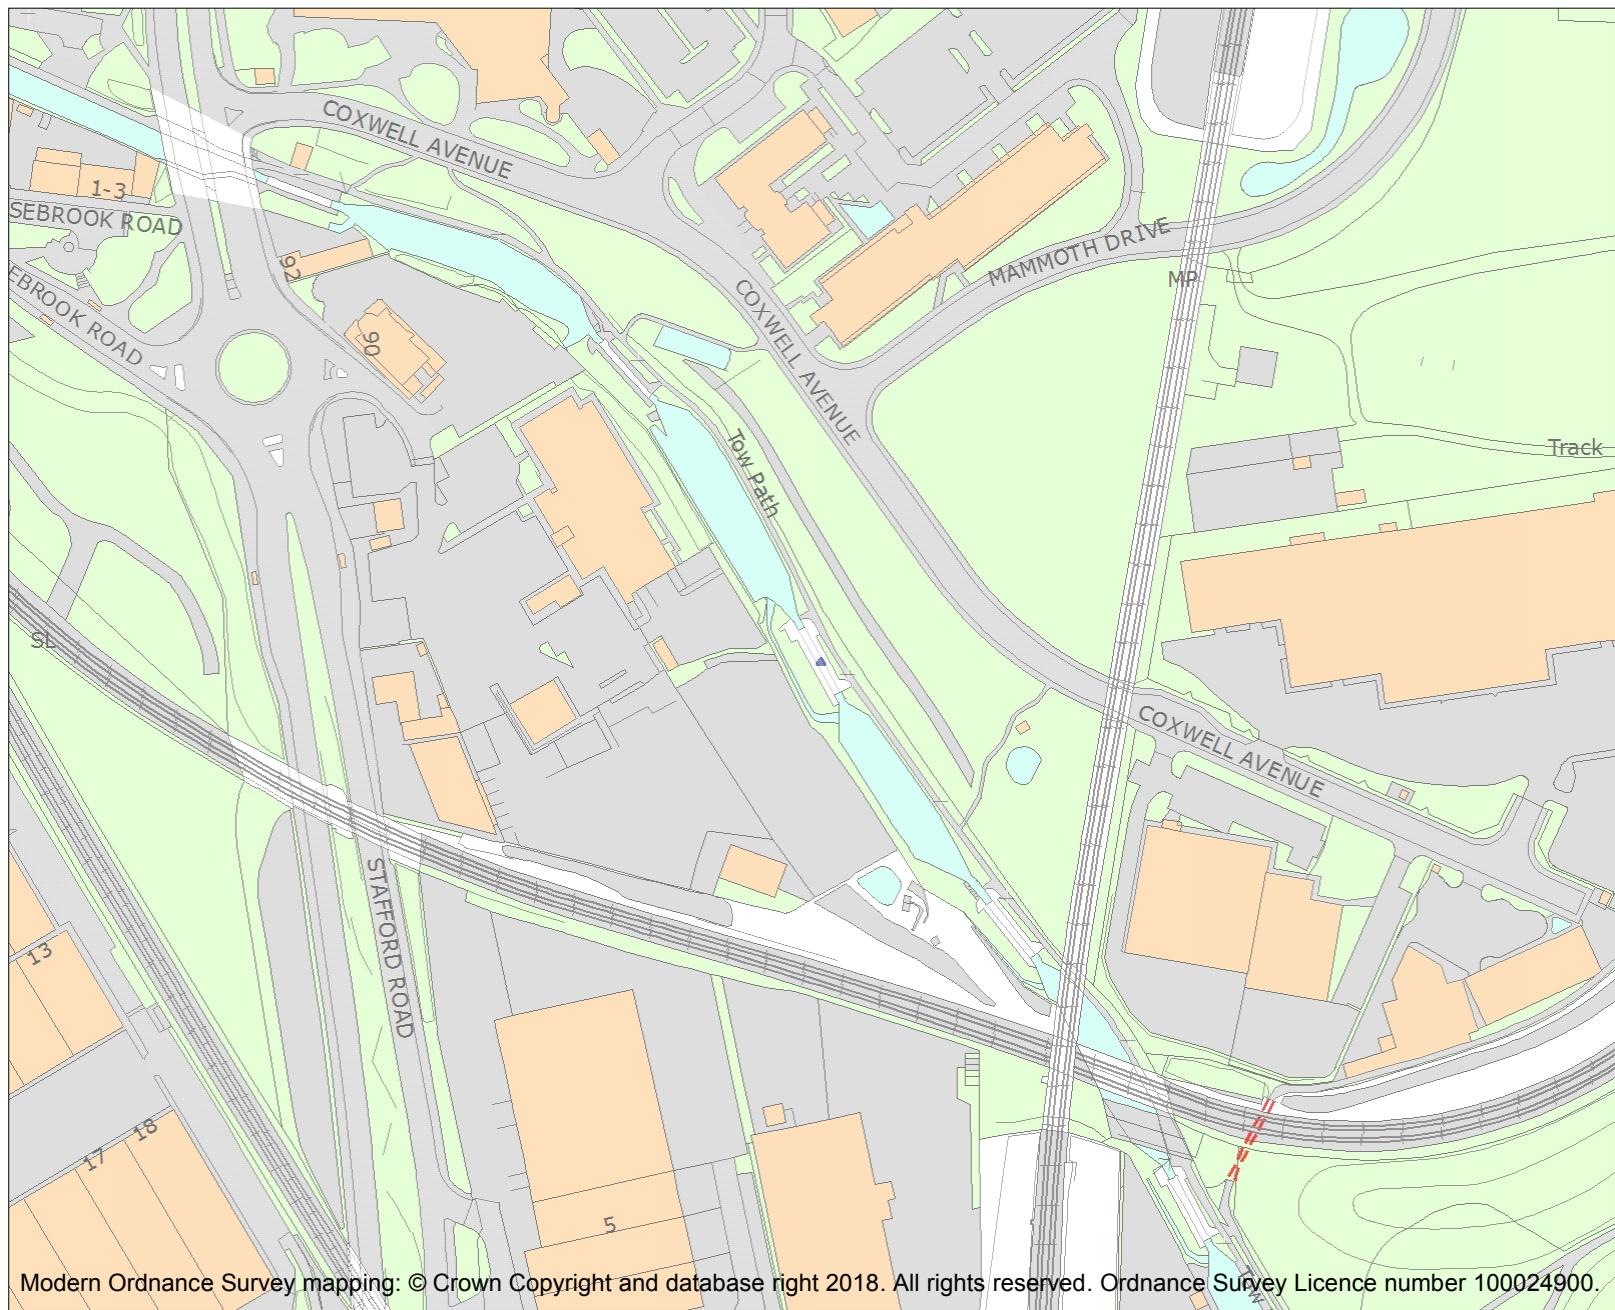 COXWELL AVENUE
1-3
SEBROOK ROAD
92
EBROOK ROAD
90
COXWELL AVENUE
MAMMOTH DRIVE
MP
Tow Path
Track
SL
COXWELL AVENUE
STAFFORD ROAD
13
18
17
5
Modern Ordnance Survey mapping: © Crown Copyright and database right 2018. All rights reserved. Ordnance Survey Licence number 100024900.